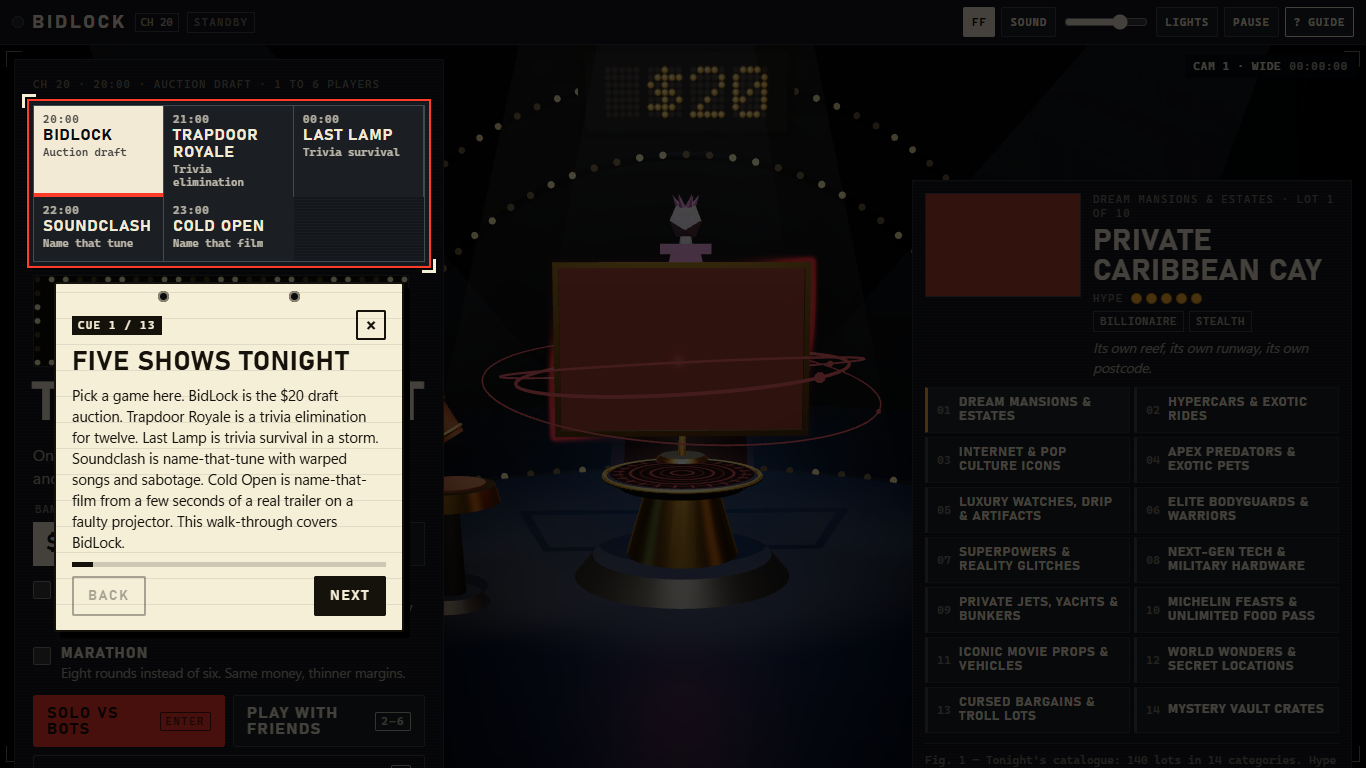 BIDLOCK CH 20 STANDBY
FF SOUND LIGHTS PAUSE ? GUIDE
CH 20 · 20:00 · AUCTION DRAFT · 1 TO 6 PLAYERS
20:00
BIDLOCK
Auction draft
21:00
TRAPDOOR
ROYALE
Trivia
elimination
00:00
LAST LAMP
Trivia survival
22:00
SOUNDCLASH
Name that tune
23:00
COLD OPEN
Name that film
CUE 1 / 13
×
FIVE SHOWS TONIGHT
Pick a game here. BidLock is the $20 draft
auction. Trapdoor Royale is a trivia elimination
for twelve. Last Lamp is trivia survival in a storm.
Soundclash is name-that-tune with warped
songs and sabotage. Cold Open is name-that-
film from a few seconds of a real trailer on a
faulty projector. This walk-through covers
BidLock.
BACK
NEXT
MARATHON
Eight rounds instead of six. Same money, thinner margins.
SOLO VS
BOTS
ENTER
PLAY WITH
FRIENDS
2–6
$20
CAM 1 · WIDE 00:00:00
DREAM MANSIONS & ESTATES · LOT 1
OF 10
PRIVATE
CARIBBEAN CAY
HYPE
BILLIONAIRE STEALTH
Its own reef, its own runway, its own
postcode.
01 DREAM MANSIONS &
ESTATES
02 HYPERCARS & EXOTIC
RIDES
03 INTERNET & POP
CULTURE ICONS
04 APEX PREDATORS &
EXOTIC PETS
05 LUXURY WATCHES, DRIP
& ARTIFACTS
06 ELITE BODYGUARDS &
WARRIORS
07 SUPERPOWERS &
REALITY GLITCHES
08 NEXT-GEN TECH &
MILITARY HARDWARE
09 PRIVATE JETS, YACHTS &
BUNKERS
10 MICHELIN FEASTS &
UNLIMITED FOOD PASS
11 ICONIC MOVIE PROPS &
VEHICLES
12 WORLD WONDERS &
SECRET LOCATIONS
13 CURSED BARGAINS &
TROLL LOTS
14 MYSTERY VAULT CRATES
Fig. 1 — Tonight's catalogue: 140 lots in 14 categories. Hype